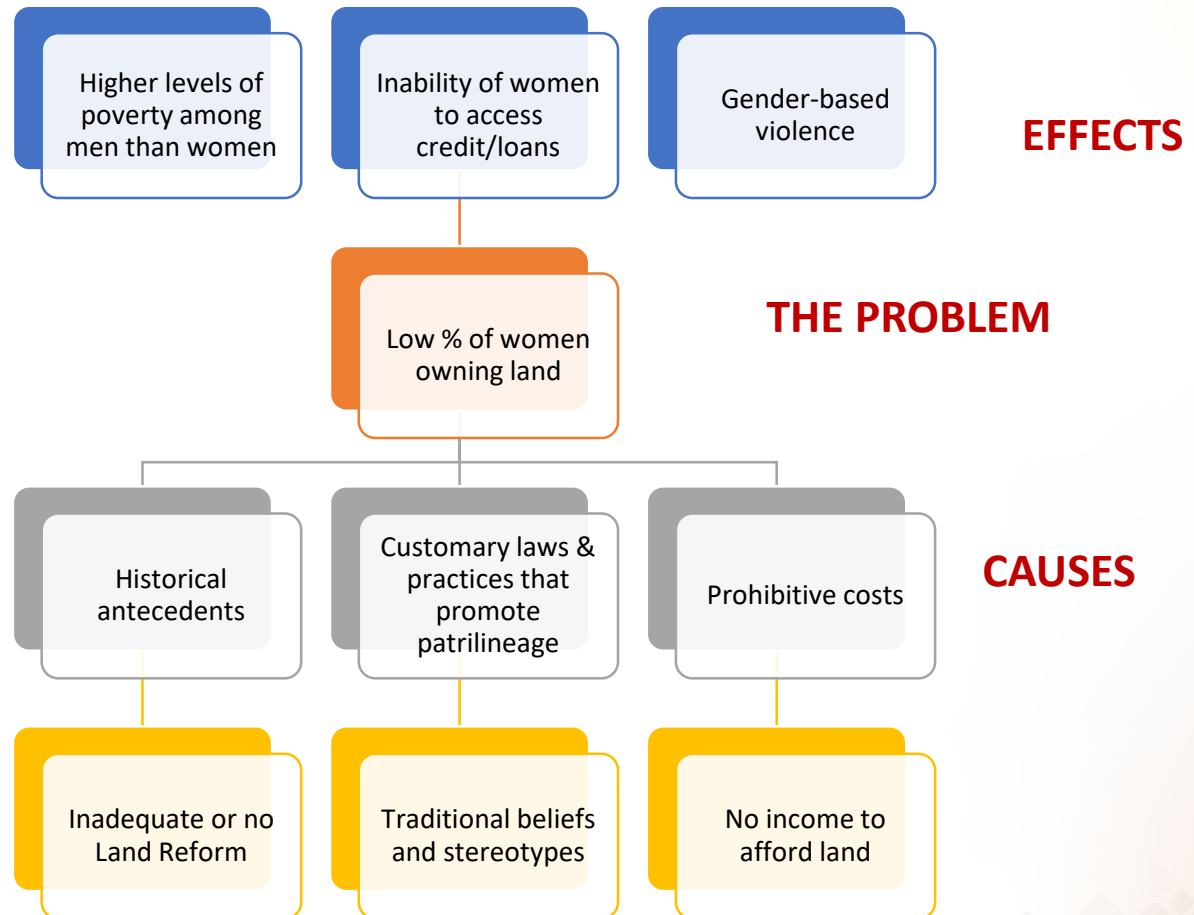 Higher levels of
poverty among
men than women
Inability of women
to access
credit/loans
Gender-based
violence
EFFECTS
Low % of women
owning land
THE PROBLEM
Historical
antecedents
Customary laws &
practices that
promote
patrilineage
Prohibitive costs
CAUSES
Inadequate or no
Land Reform
Traditional beliefs
and stereotypes
No income to
afford land